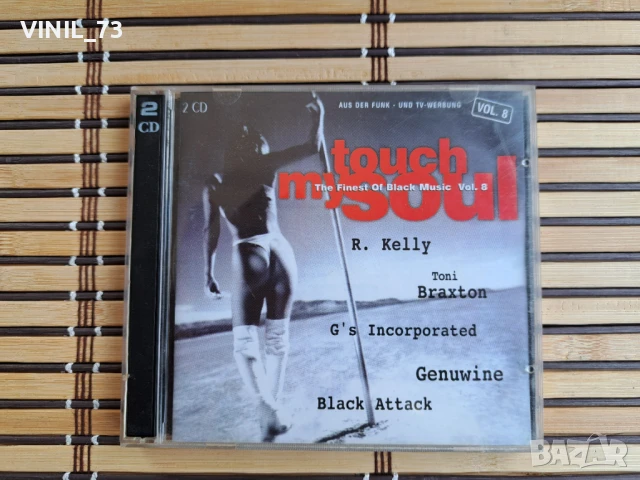 VINIL_73
2
CD
2 CD
AUS DER FUNK - UND TV-WERBUNG
VOL. 8
touch
my soul
The Finest Of Black Music Vol. 8
R. Kelly
Toni
Braxton
G's Incorporated
Genuwine
Black Attack
BAZAR